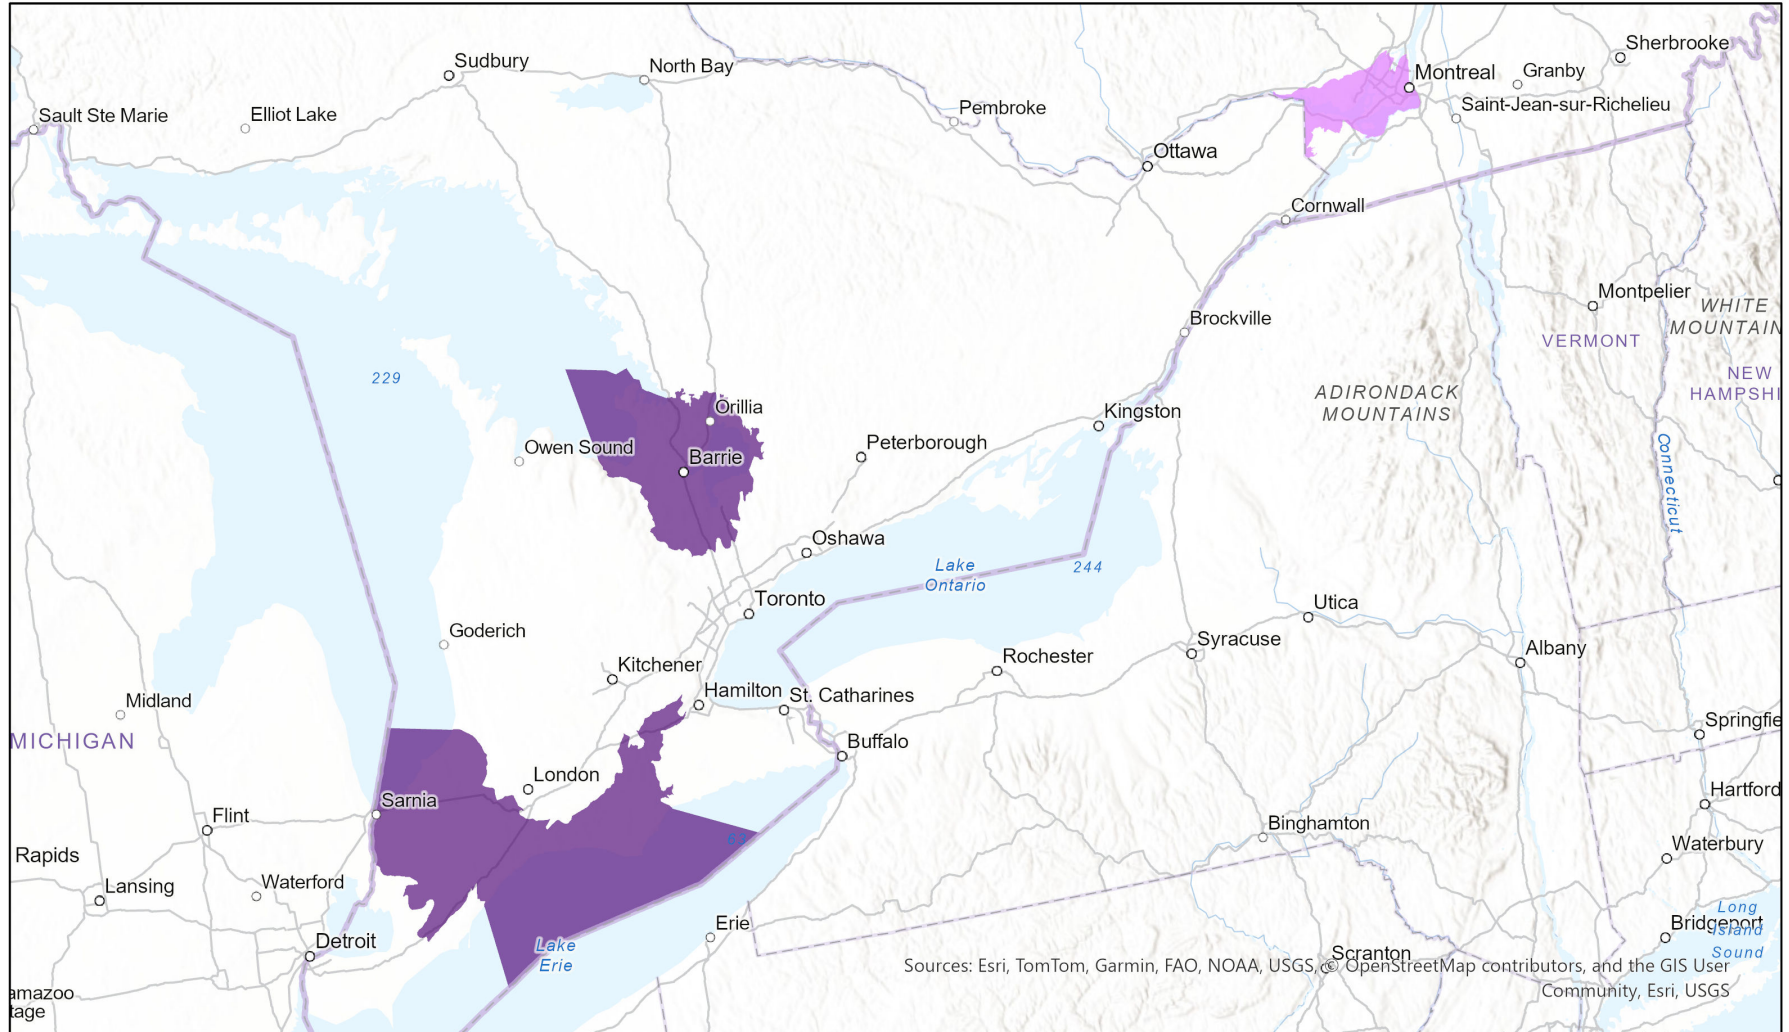 Sudbury
North Bay
Sault Ste Marie
Elliot Lake
Pembroke
Ottawa
Montreal
Granby
Sherbrooke
Saint-Jean-sur-Richelieu
Cornwall
Brockville
Montpelier
VERMONT
WHITE
MOUNTAIN
NEW
HAMPSHI
ADIRONDACK
MOUNTAINS
229
Orillia
Owen Sound
Barrie
Peterborough
Kingston
Connecticut
Oshawa
Lake
Ontario
244
Toronto
Utica
Goderich
Kitchener
Rochester
Syracuse
Albany
Hamilton
St. Catharines
Midland
MICHIGAN
Buffalo
Springfie
London
Sarnia
Flint
Hartford
Binghamton
Waterbury
Rapids
Lansing
Waterford
Erie
Detroit
Lake
Erie
Long
Island
Sound
Bridgeport
Scranton
amazoo
tage
Sources: Esri, TomTom, Garmin, FAO, NOAA, USGS, © OpenStreetMap contributors, and the GIS User
Community, Esri, USGS